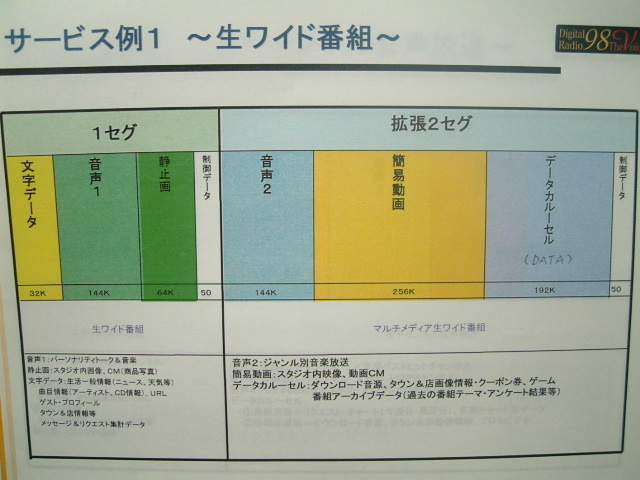 サービス例１ ～生ワイド番組～
Digital
Radio 98 The Voi
１セグ
拡張２セグ
文字データ
音声１
静止画
制御データ
音声２
簡易動画
データカルーセル
(DATA)
制御データ
32K 144K 64K 50 144K 256K 192K 50
生ワイド番組
マルチメディア生ワイド番組
音声1：パーソナリティトーク＆音楽
静止画：スタジオ内画像、CM（商品写真）
文字データ：生活一般情報（ニュース、天気等）
曲目情報（アーティスト、CD情報）、URL
ゲスト・プロフィール
タウン＆店情報等
メッセージ＆リクエスト集計データ
音声2：ジャンル別音楽放送
簡易動画：スタジオ内映像、動画CM
データカルーセル：ダウンロード音源、タウン＆店画像情報・クーポン券、ゲーム
番組アーカイブデータ（過去の番組テーマ・アンケート結果等）